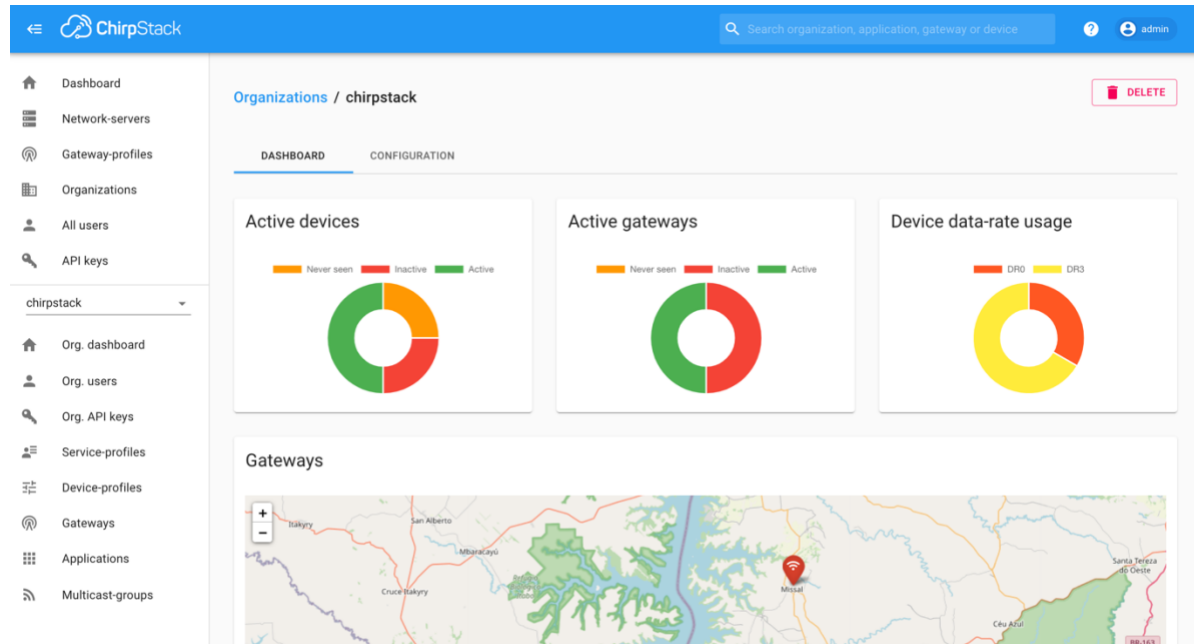 ChirpStack
Search organization, application, gateway or device
? admin
Dashboard
Network-servers
Gateway-profiles
Organizations
All users
API keys
chirpstack
Org. dashboard
Org. users
Org. API keys
Service-profiles
Device-profiles
Gateways
Applications
Multicast-groups
Organizations / chirpstack
DELETE
DASHBOARD CONFIGURATION
Active devices
Never seen Inactive Active
Active gateways
Never seen Inactive Active
Device data-rate usage
DR0 DR3
Gateways
+
−
Itakyry
San Alberto
Mbaracayú
Cruce Itakyry
Missal
Santa Tereza
do Oeste
Céu Azul
BR-163